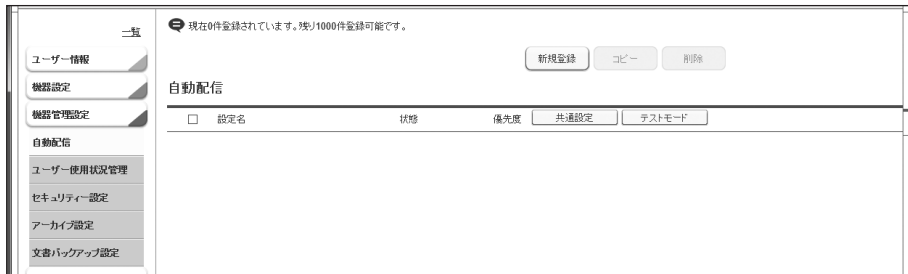 一覧
現在0件登録されています。残り1000件登録可能です。
ユーザー情報
新規登録 コピー 削除
機器設定
自動配信
機器管理設定
設定名 状態 優先度 共通設定 テストモード
自動配信
ユーザー使用状況管理
セキュリティー設定
アーカイブ設定
文書バックアップ設定